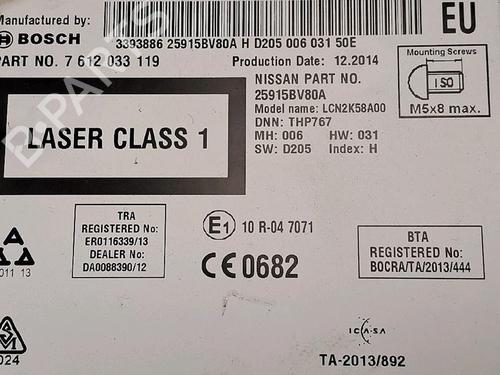 Manufactured by:
BOSCH
EU
3393886 25915BV80A H D205 006 031 50E
PART NO. 7 612 033 119
Production Date: 12.2014
NISSAN PART NO.
25915BV80A
Model name: LCN2K58A00
DNN: THP767
MH: 006 HW: 031
SW: D205 Index: H
Mounting Screws
ISO
M5x8 max.
LASER CLASS 1
TRA
REGISTERED No:
ER0116339/13
DEALER No:
DA0088390/12
E1 10 R-04 7071
CE 0682
BTA
REGISTERED No:
BOCRA/TA/2013/444
011 13
024
ICASA
TA-2013/892